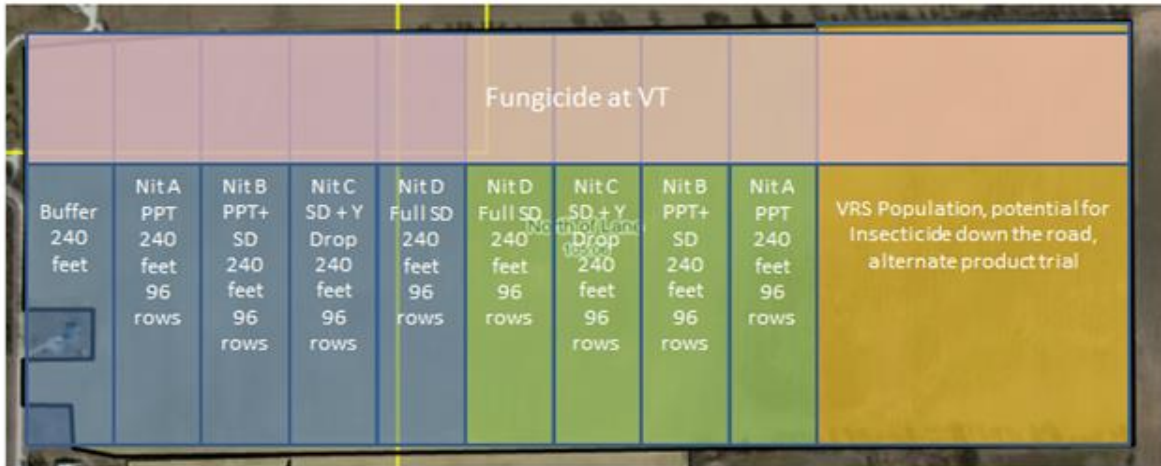 Fungicide at VT
Buffer
240
feet
Nit A
PPT
240
feet
96
rows
Nit B
PPT+
SD
240
feet
96
rows
Nit C
SD + Y
Drop
240
feet
96
rows
Nit D
Full SD
240
feet
96
rows
Nit D
Full SD
240
feet
96
rows
Nit C
SD + Y
Drop
240
feet
96
rows
North of Lane
Nit B
PPT+
SD
240
feet
96
rows
Nit A
PPT
240
feet
96
rows
VRS Population, potential for
Insecticide down the road,
alternate product trial